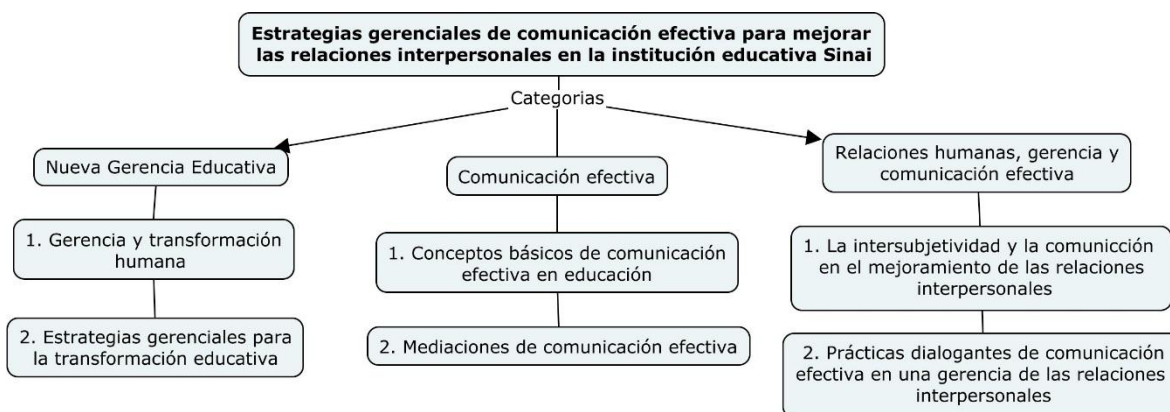 Estrategias gerenciales de comunicación efectiva para mejorar
las relaciones interpersonales en la institución educativa Sinai
Categorias
Nueva Gerencia Educativa
1. Gerencia y transformación
humana
2. Estrategias gerenciales para
la transformación educativa
Comunicación efectiva
1. Conceptos básicos de comunicación
efectiva en educación
2. Mediaciones de comunicación efectiva
Relaciones humanas, gerencia y
comunicación efectiva
1. La intersubjetividad y la comunicción
en el mejoramiento de las relaciones
interpersonales
2. Prácticas dialogantes de comunicación
efectiva en una gerencia de las relaciones
interpersonales